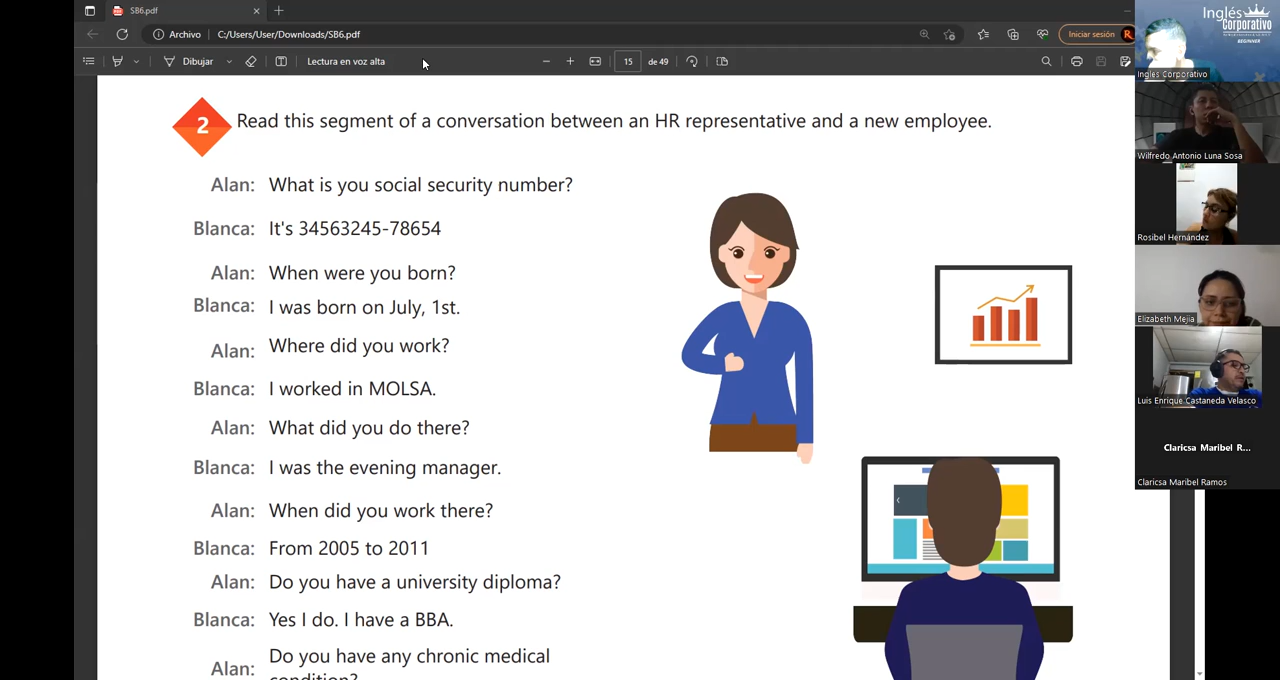 SB6.pdf
Archivo
C:/Users/User/Downloads/SB6.pdf
Iniciar sesión
R
Dibujar
Lectura en voz alta
15
de 49
2
Read this segment of a conversation between an HR representative and a new employee.
Alan: What is you social security number?
Blanca: It's 34563245-78654
Alan: When were you born?
Blanca: I was born on July, 1st.
Alan: Where did you work?
Blanca: I worked in MOLSA.
Alan: What did you do there?
Blanca: I was the evening manager.
Alan: When did you work there?
Blanca: From 2005 to 2011
Alan: Do you have a university diploma?
Blanca: Yes I do. I have a BBA.
Alan: Do you have any chronic medical
condition?
Inglés
Corporativo
BEGINNER
Ingles Corporativo
Wilfredo Antonio Luna Sosa
Rosibel Hernández
Elizabeth Mejia
Luis Enrique Castaneda Velasco
Claricsa Maribel R...
Claricsa Maribel Ramos